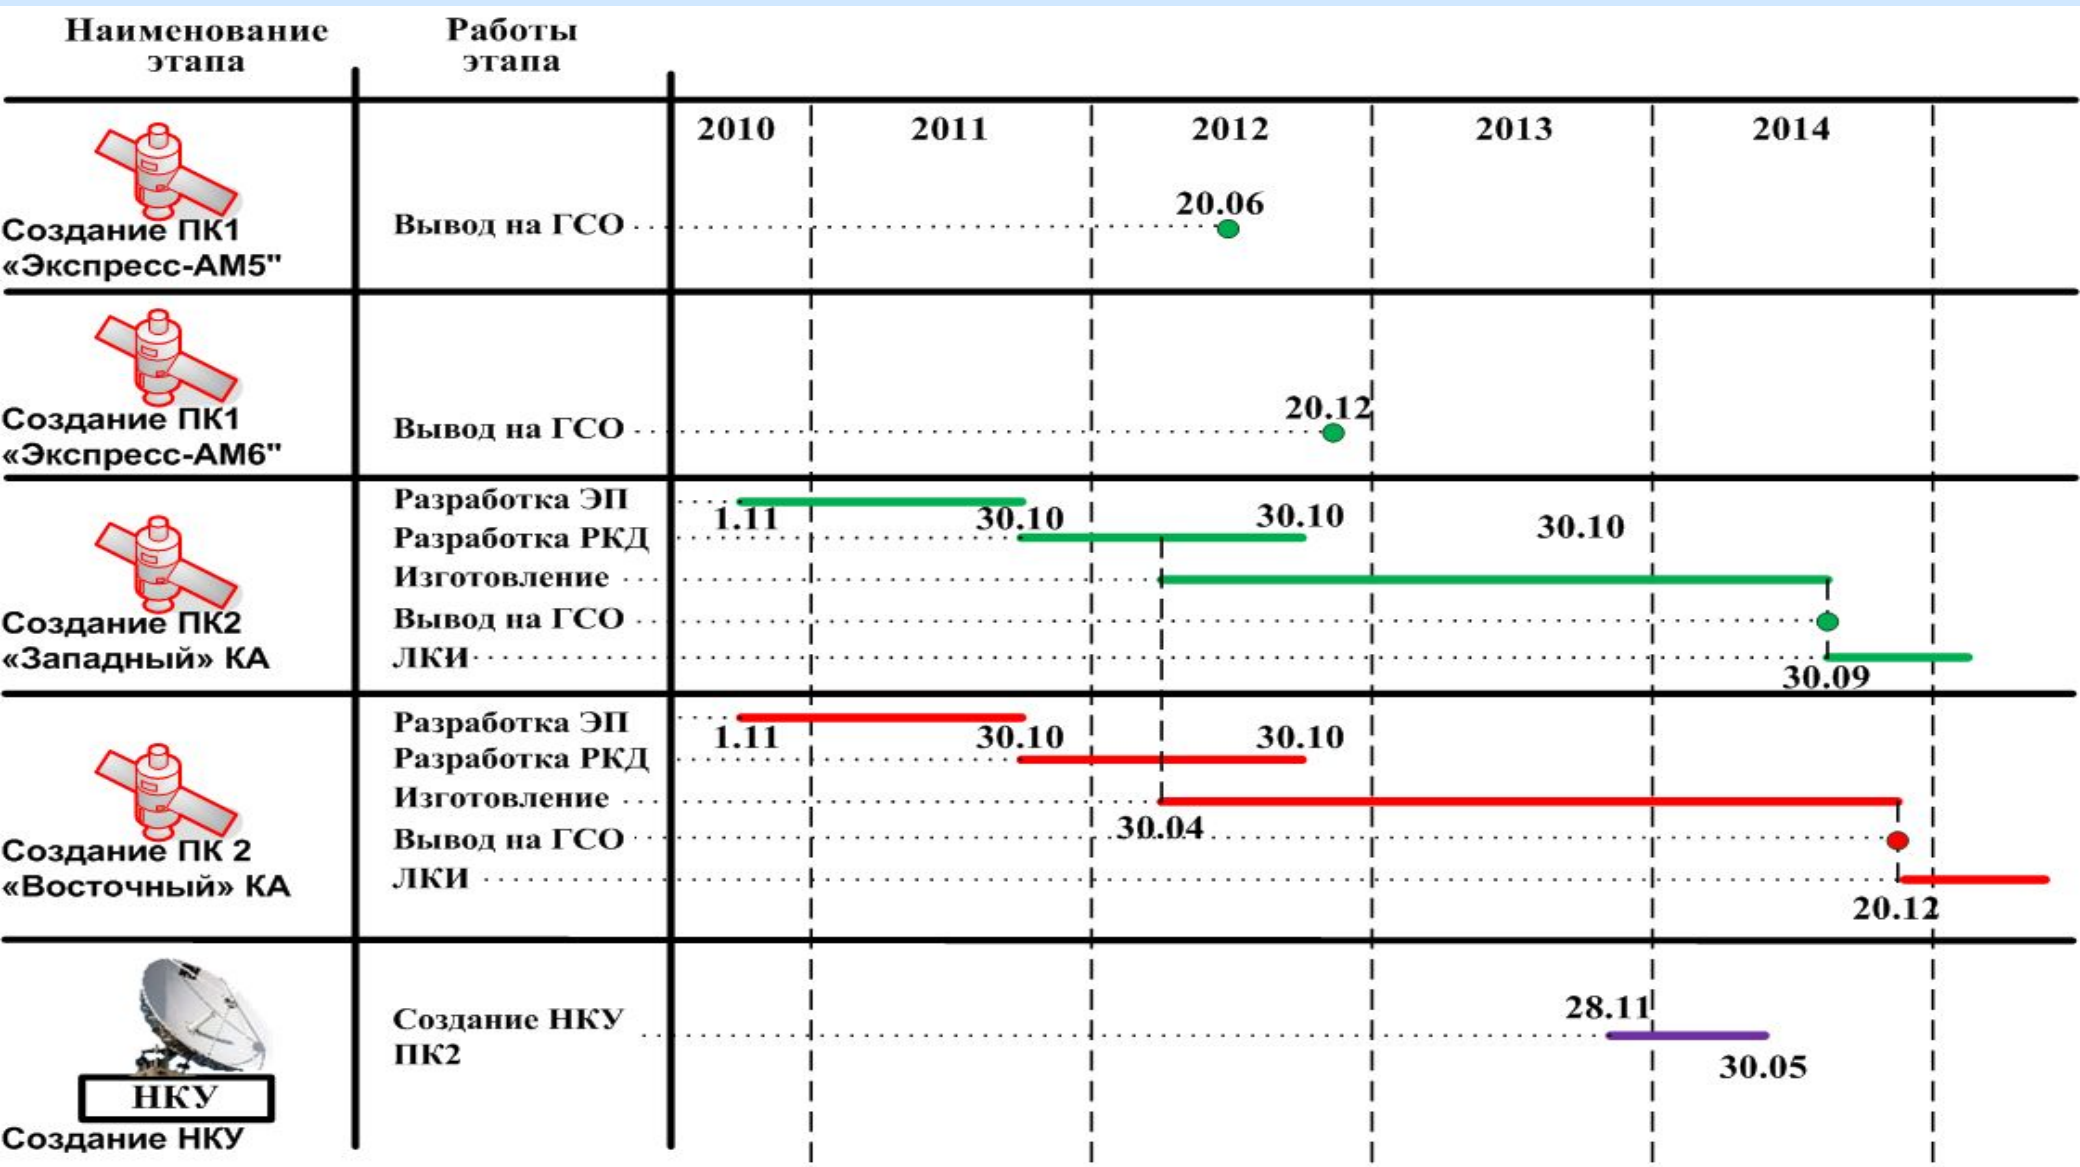 Наименование
этапа
Работы
этапа
2010
2011
2012
2013
2014
Создание ПК1
«Экспресс-АМ5"
Вывод на ГСО
20.06
Создание ПК1
«Экспресс-АМ6"
Вывод на ГСО
20.12
Создание ПК2
«Западный» КА
Разработка ЭП
1.11
30.10
30.10
30.10
Разработка РКД
Изготовление
Вывод на ГСО
ЛКИ
30.09
Создание ПК 2
«Восточный» КА
Разработка ЭП
1.11
30.10
30.10
Разработка РКД
Изготовление
30.04
Вывод на ГСО
ЛКИ
20.12
НКУ
Создание НКУ
Создание НКУ
ПК2
28.11
30.05